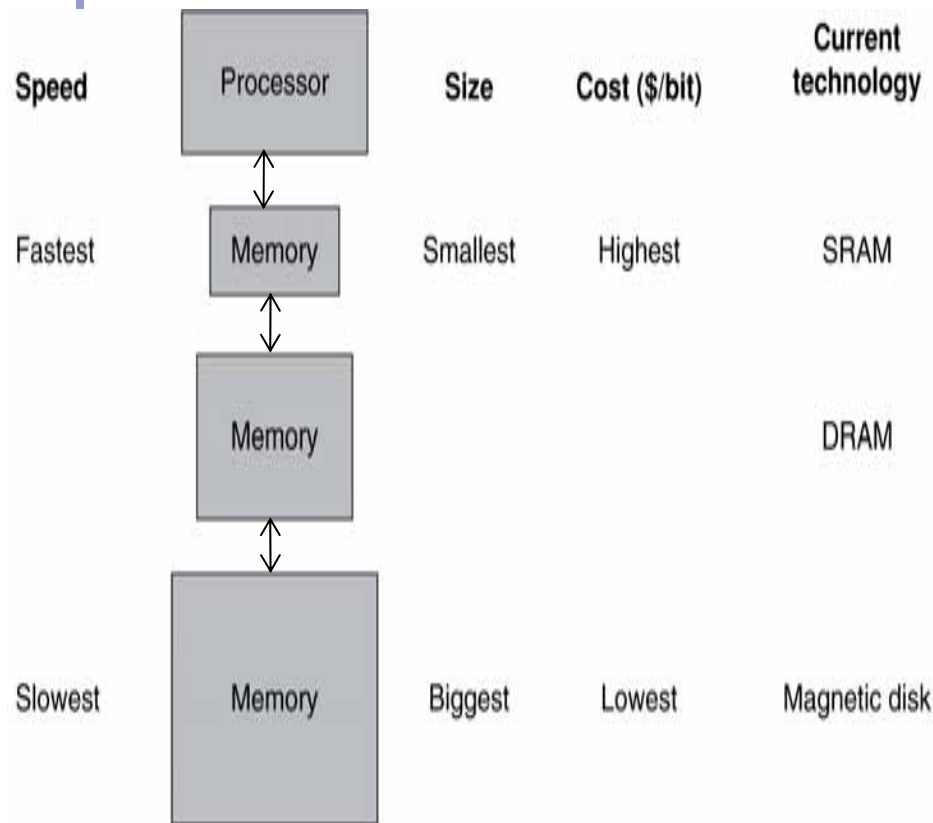 Speed Processor Size Cost ($/bit) Current
technology
Fastest Memory Smallest Highest SRAM
Memory DRAM
Slowest Memory Biggest Lowest Magnetic disk